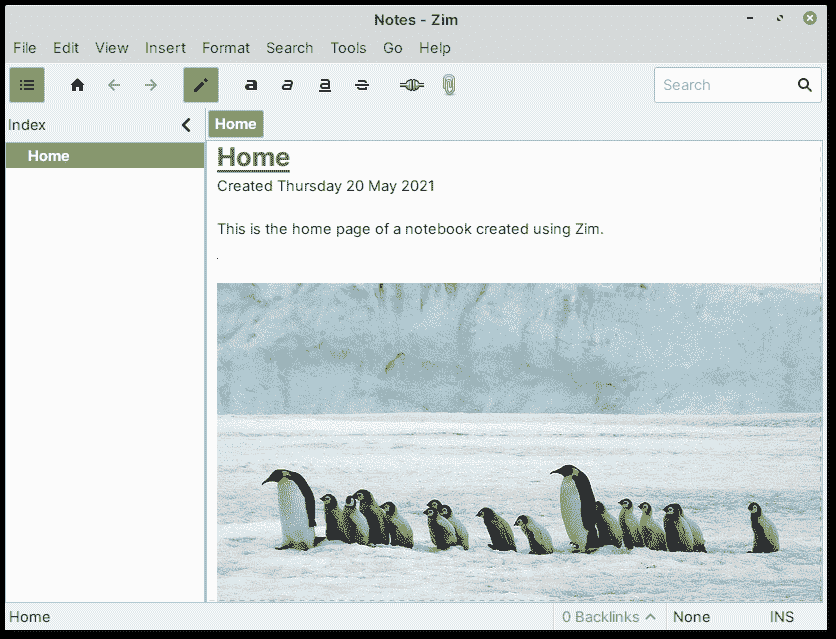 Notes - Zim
File Edit View Insert Format Search Tools Go Help
a a a S Search
Index Home
Home
Home
Created Thursday 20 May 2021
This is the home page of a notebook created using Zim.
.
Home 0 Backlinks None INS